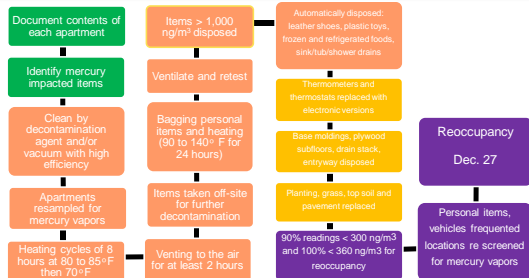 Document contents of
each apartment
Identify mercury
impacted items
Clean by
decontamination
agent and/or
vacuum with high
efficiency
Apartments
resampled for
mercury vapors
Heating cycles of 8
hours at 80 to 85°F
then 70°F
Venting to the air
for at least 2 hours
Items taken off-site
for further
decontamination
Bagging personal
items and heating
(90 to 140° F for
24 hours)
Ventilate and retest
Items > 1,000
ng/m³ disposed
Automatically disposed:
leather shoes, plastic toys,
frozen and refrigerated foods,
sink/tub/shower drains
Thermometers and
thermostats replaced with
electronic versions
Base moldings, plywood
subfloors, drain stack,
entryway disposed
Planting, grass, top soil and
pavement replaced
90% readings < 300 ng/m3
and 100% < 360 ng/m3 for
reoccupancy
Personal items,
vehicles frequented
locations re screened
for mercury vapors
Reoccupancy
Dec. 27